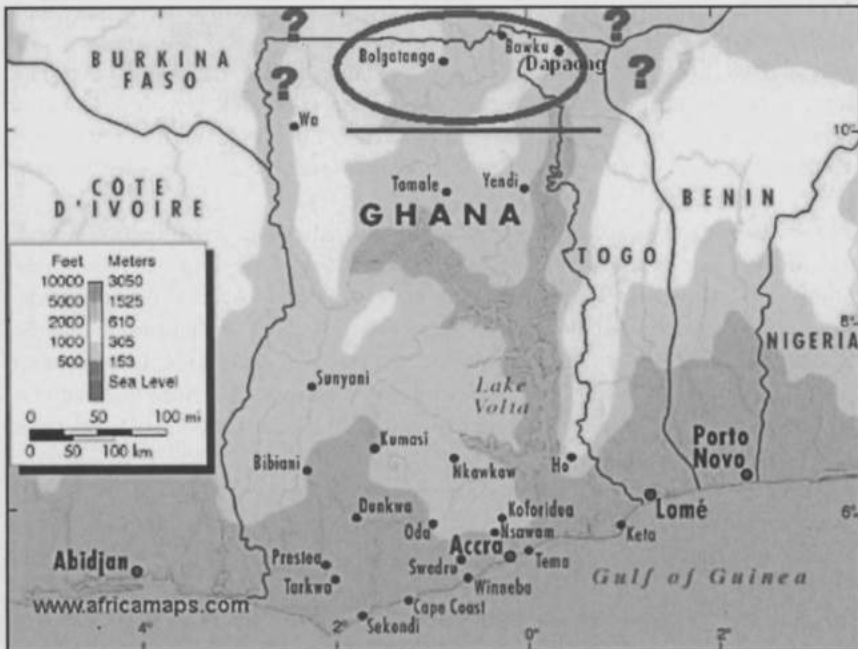 ? ?
BURKINA
FASO
Bolgatanga
Bawku
Dapaong
? ?
Wa
10°
CÔTE
D'IVOIRE
Tamale
Yendi
GHANA
BENIN
TOGO
Feet Meters
10000 3050
5000 1525
2000 610
1000 305
500 153
Sea Level
0 50 100 mi
0 50 100 km
8°
NIGERIA
Sunyani
Lake
Volta
Kumasi
Bibiani
Nkawkaw
Ho
Porto
Novo
Dunkwa
Koforidua
Lomé
6°
Oda
Nsawam
Keta
Abidjan
Prestea
Accra
Tema
Swedru
Tarkwa
Winneba
Gulf of Guinea
www.africamaps.com
Cape Coast
Sekondi
4° 2° 0° 2°